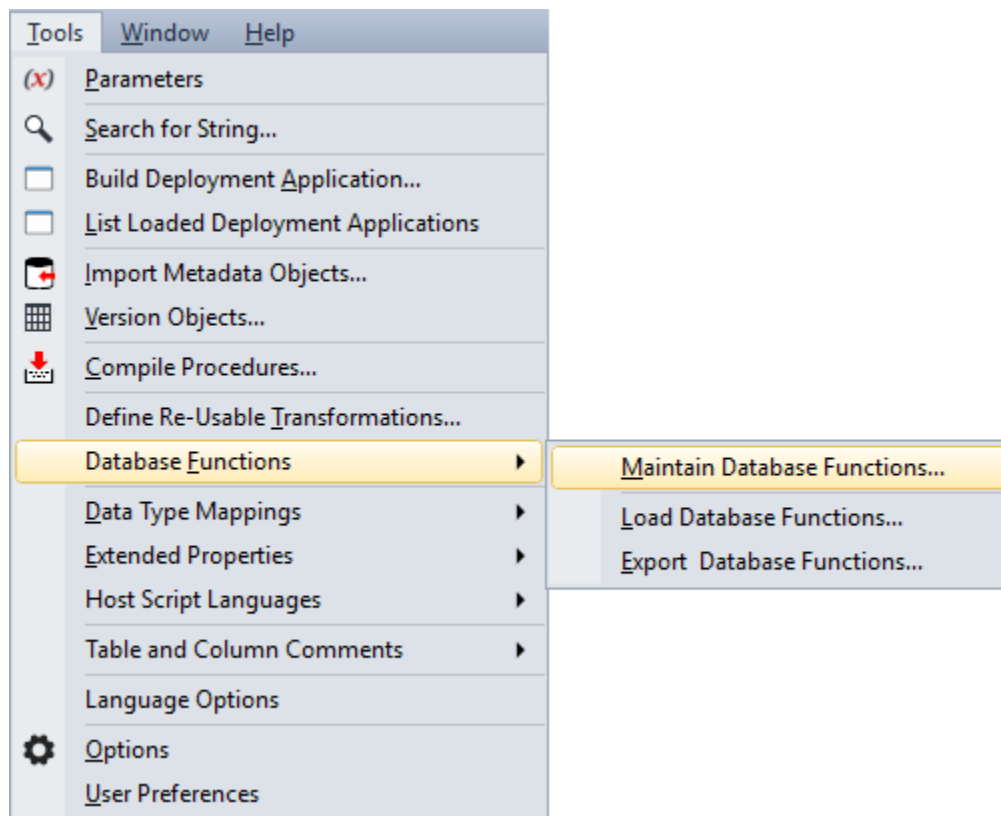 Tools Window Help
(x) Parameters
Search for String...
Build Deployment Application...
List Loaded Deployment Applications
Import Metadata Objects...
Version Objects...
Compile Procedures...
Define Re-Usable Transformations...
Database Functions
Maintain Database Functions...
Load Database Functions...
Export  Database Functions...
Data Type Mappings
Extended Properties
Host Script Languages
Table and Column Comments
Language Options
Options
User Preferences